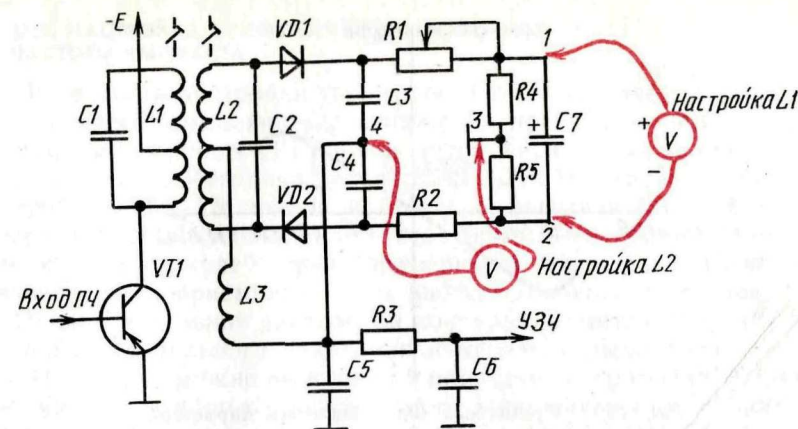 -E
VD1
R1
1
C1
L1
L2
C2
C3
4
R4
3
C7
+
Настройка L1
+
V
-
C4
R5
VD2
R2
2
V
Настройка L2
VT1
Вход ПЧ
L3
R3
УЗЧ
C5
C6